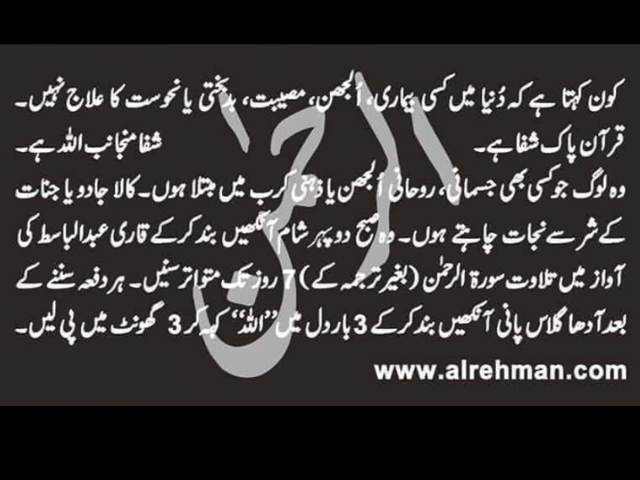 کون کہتا ہے کہ دُنیا میں کسی بیماری، اُلجھن، مصیبت، بدبختی یا نحوست کا علاج نہیں۔
قرآن پاک شفا ہے۔ شفا منجانب اللہ ہے۔
وہ لوگ جو کسی بھی جسمانی، روحانی اُلجھن یا ذہنی کرب میں مبتلا ہوں۔ کالا جادو یا جنات
کے شر سے نجات چاہتے ہوں۔ وہ صبح دوپہر شام آنکھیں بند کر کے قاری عبدالباسط کی
آواز میں تلاوت سورۃ الرحمٰن (بغیر ترجمہ کے) 7 روز تک متواتر سنیں۔ ہر دفعہ سننے کے
بعد آدھا گلاس پانی آنکھیں بند کر کے 3 بار دل میں ”اللہ“ کہہ کر 3 گھونٹ میں پی لیں۔
www.alrehman.com
الرحمٰن